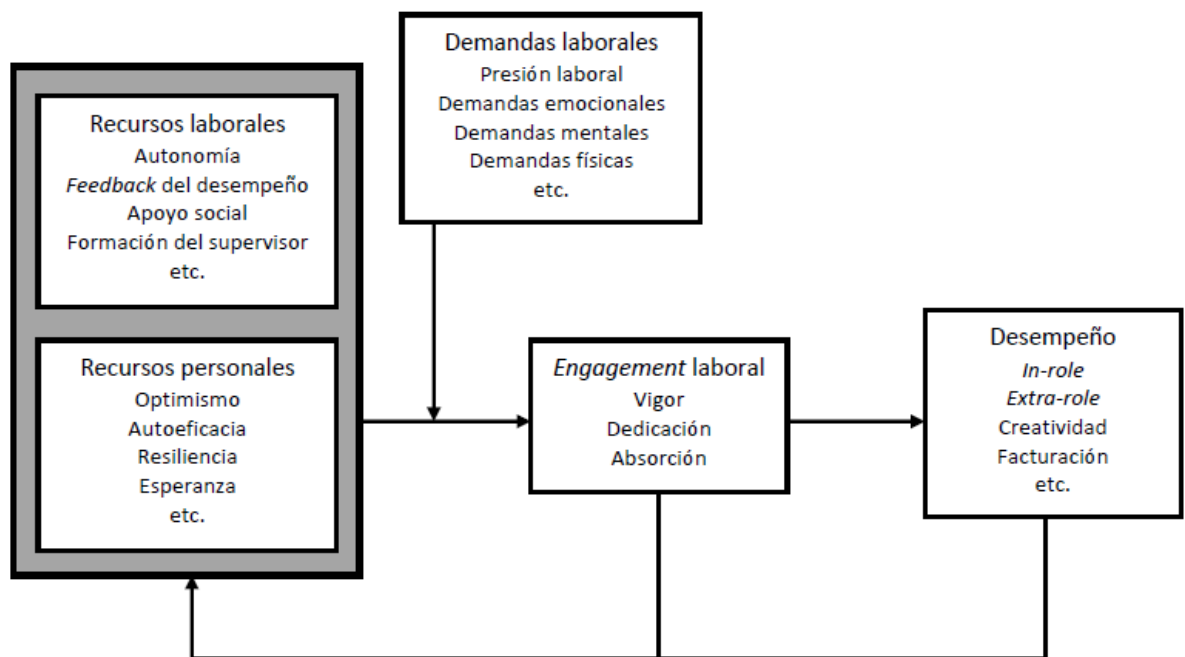 Demandas laborales
Presión laboral
Demandas emocionales
Demandas mentales
Demandas físicas
etc.
Recursos laborales
Autonomía
Feedback del desempeño
Apoyo social
Formación del supervisor
etc.
Recursos personales
Optimismo
Autoeficacia
Resiliencia
Esperanza
etc.
Engagement laboral
Vigor
Dedicación
Absorción
Desempeño
In-role
Extra-role
Creatividad
Facturación
etc.